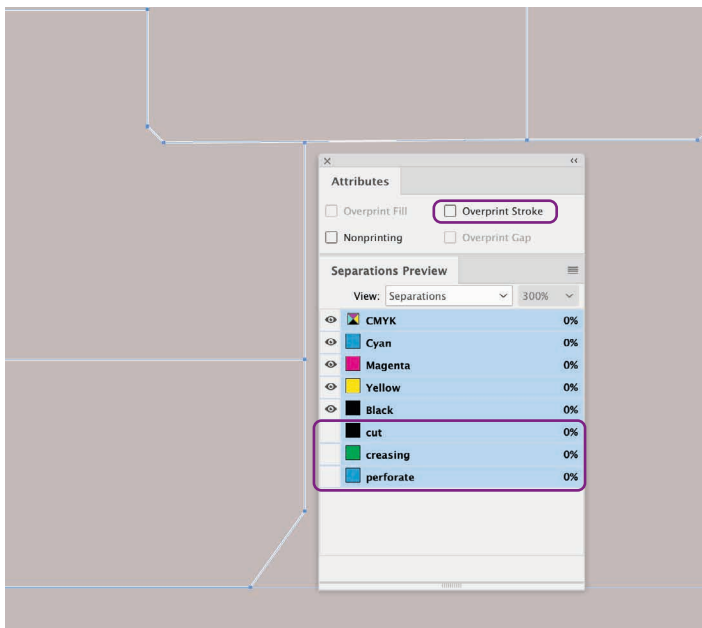 Attributes
Overprint Fill Overprint Stroke
Nonprinting Overprint Gap
Separations Preview
View: Separations 300%
CMYK 0%
Cyan 0%
Magenta 0%
Yellow 0%
Black 0%
cut 0%
creasing 0%
perforate 0%